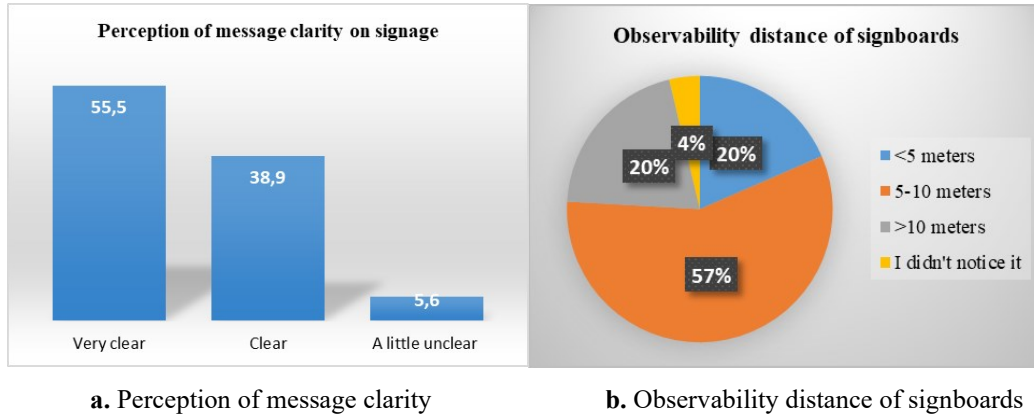 Perception of message clarity on signage
55,5
38,9
5,6
Very clear
Clear
A little unclear
Observability distance of signboards
4%
20%
20%
57%
<5 meters
5-10 meters
>10 meters
I didn't notice it
a. Perception of message clarity
b. Observability distance of signboards